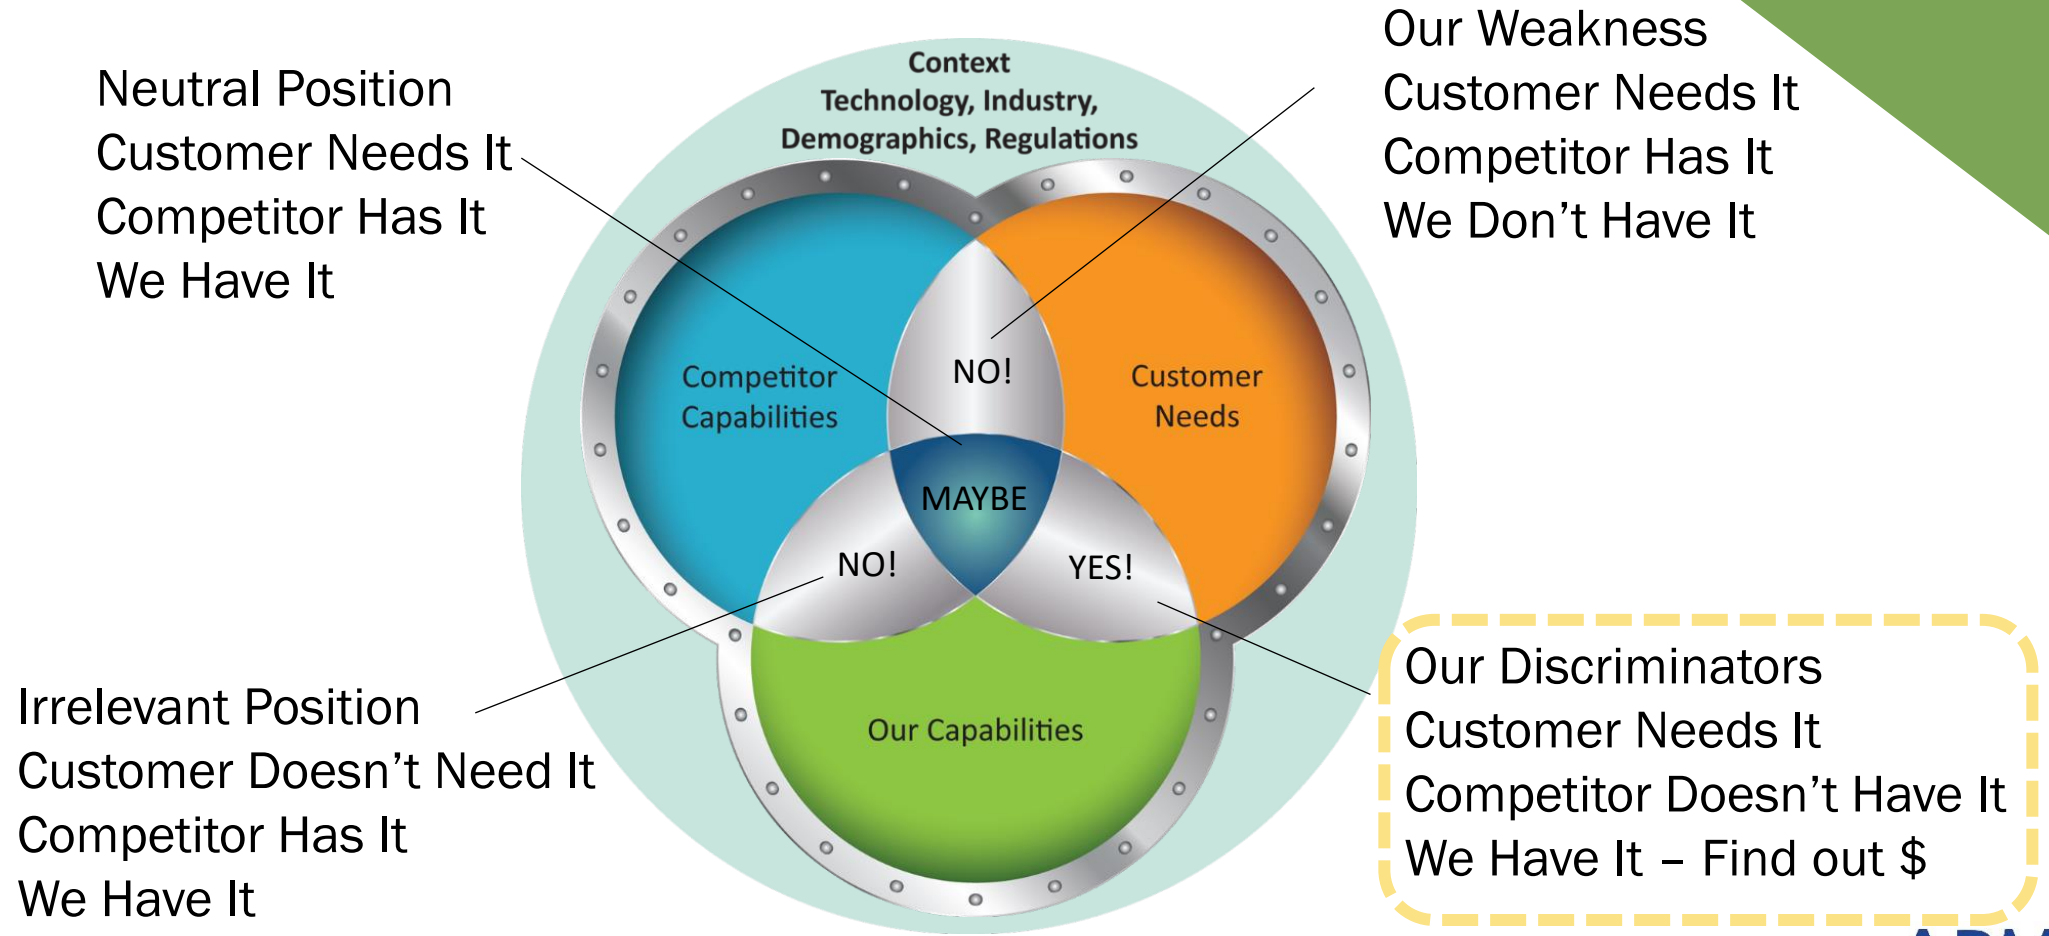 Neutral Position
Customer Needs It
Competitor Has It
We Have It
Context
Technology, Industry,
Demographics, Regulations
Our Weakness
Customer Needs It
Competitor Has It
We Don’t Have It
Competitor
Capabilities
NO!
Customer
Needs
MAYBE
NO!
YES!
Our Capabilities
Irrelevant Position
Customer Doesn’t Need It
Competitor Has It
We Have It
Our Discriminators
Customer Needs It
Competitor Doesn’t Have It
We Have It – Find out $